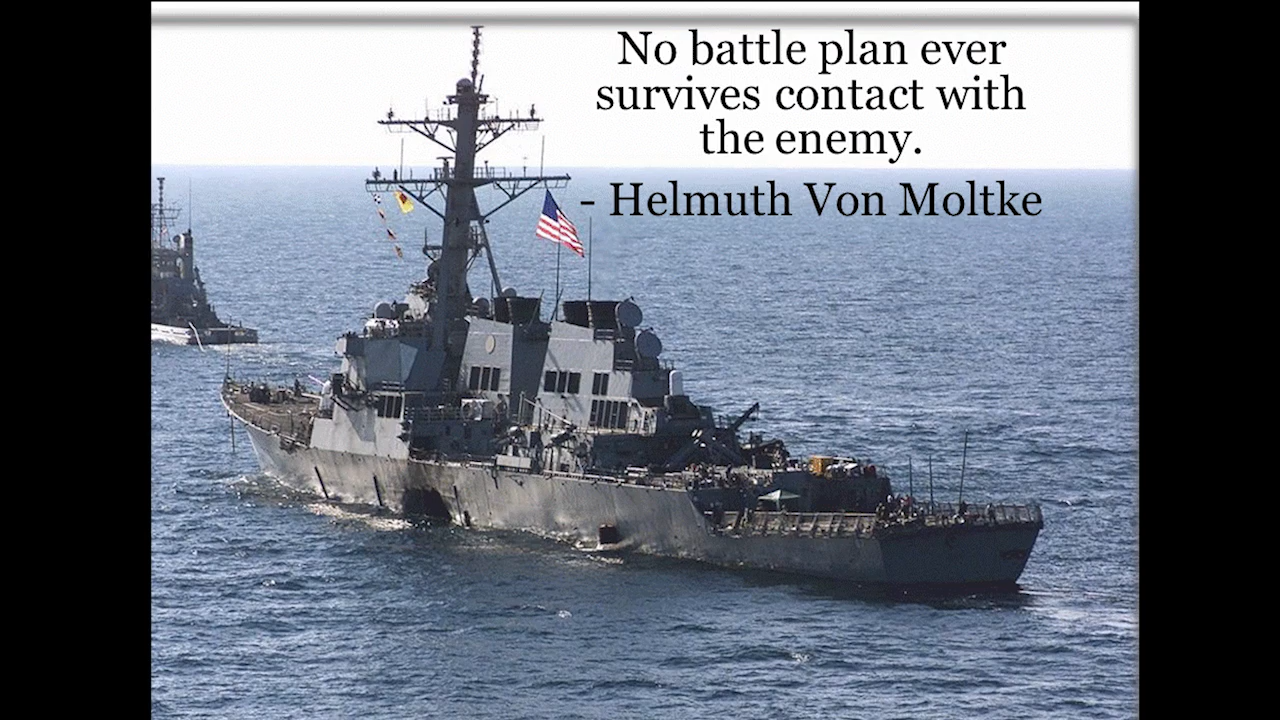 No battle plan ever
survives contact with
the enemy.
- Helmuth Von Moltke